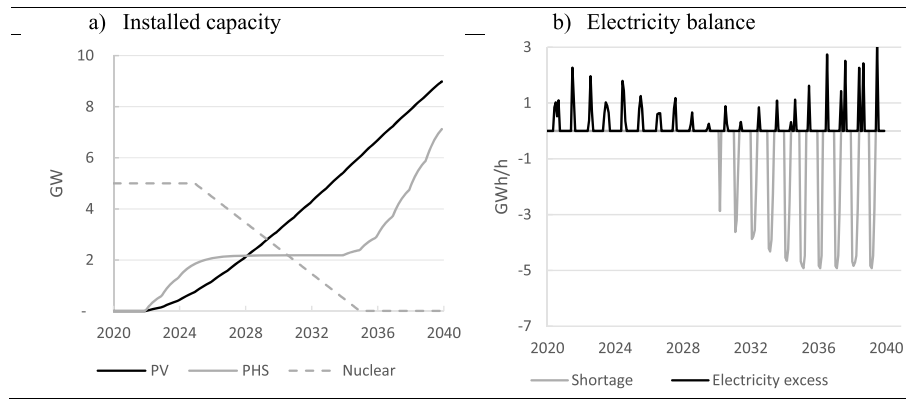 a) Installed capacity
GW
10
8
6
4
2
-
2020 2024 2028 2032 2036 2040
PV PHS Nuclear
b) Electricity balance
GWh/h
3
1
-1
-3
-5
-7
2020 2024 2028 2032 2036 2040
Shortage Electricity excess